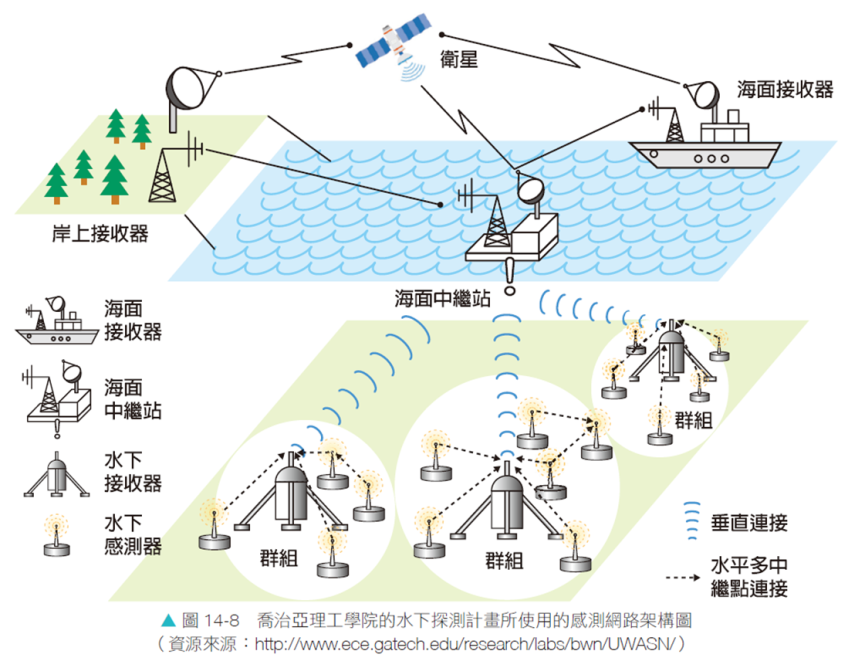 衛星
海面接收器
岸上接收器
海面中繼站
海面
接收器
海面
中繼站
水下
接收器
水下
感測器
群組
群組
群組
垂直連接
水平多中
繼點連接
▲ 圖 14-8 喬治亞理工學院的水下探測計畫所使用的感測網路架構圖
(資源來源：http://www.ece.gatech.edu/research/labs/bwn/UWASN/)